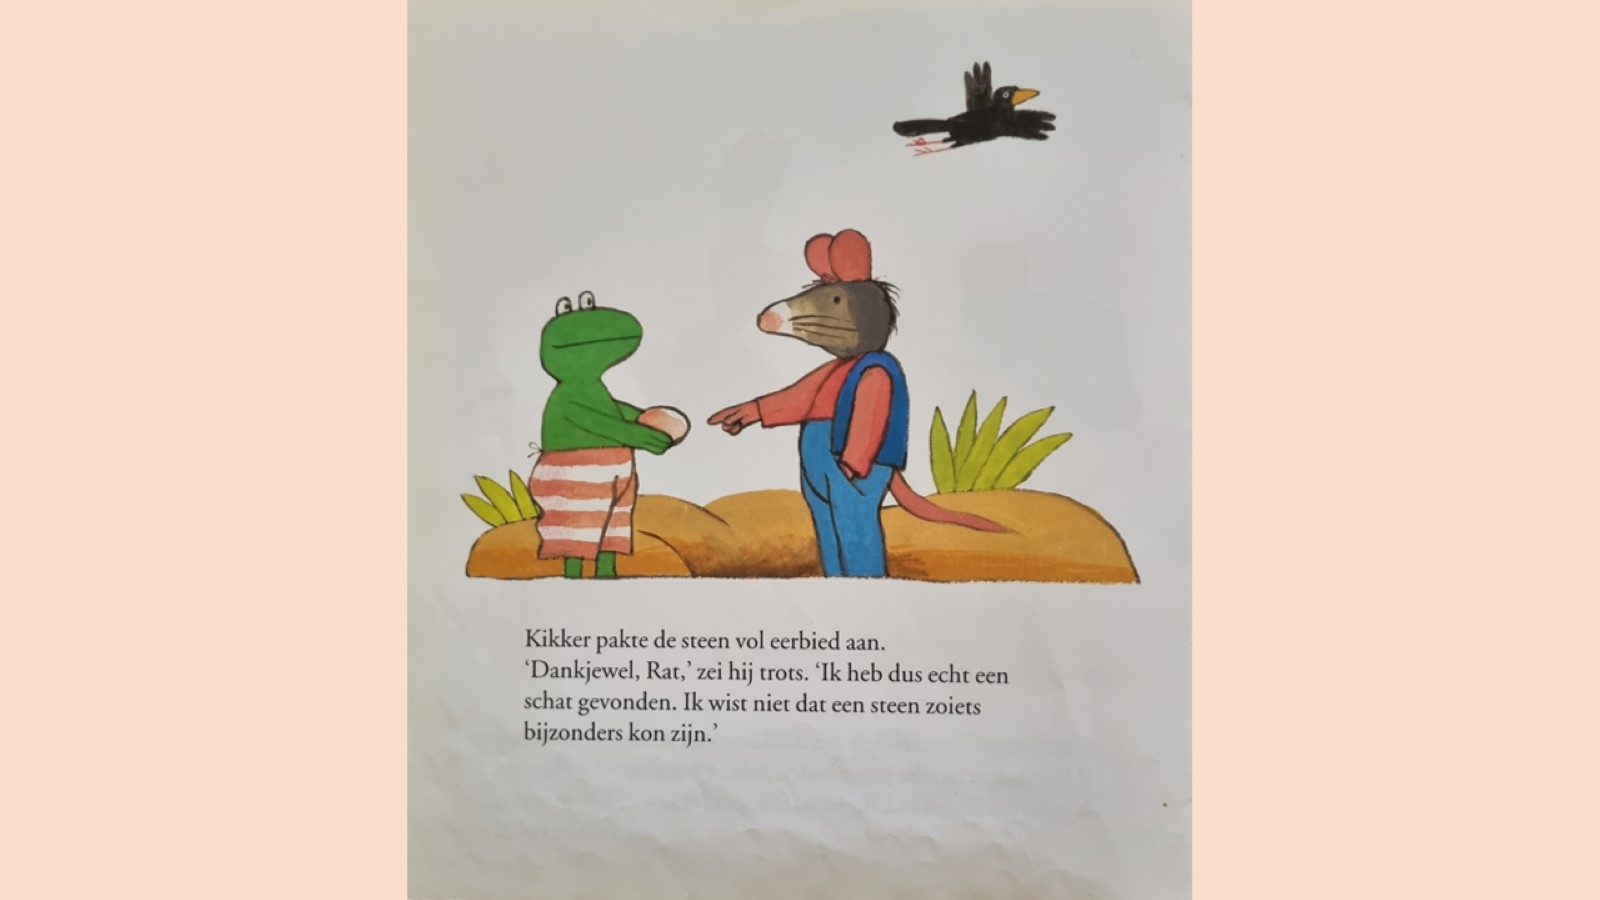 Kikker pakte de steen vol eerbied aan.
‘Dankjewel, Rat,’ zei hij trots. ‘Ik heb dus echt een
schat gevonden. Ik wist niet dat een steen zoiets
bijzonders kon zijn.’